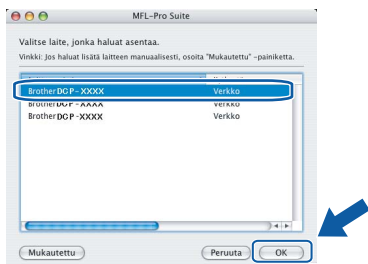 MFL-Pro Suite
Valitse laite, jonka haluat asentaa.
Vinkki: Jos haluat lisätä laitteen manuaalisesti, osoita "Mukautettu" -painiketta.
Brother DCP-XXXX Verkko
Brother DCP-XXXX Verkko
Brother DCP-XXXX Verkko
Mukautettu Peruuta OK